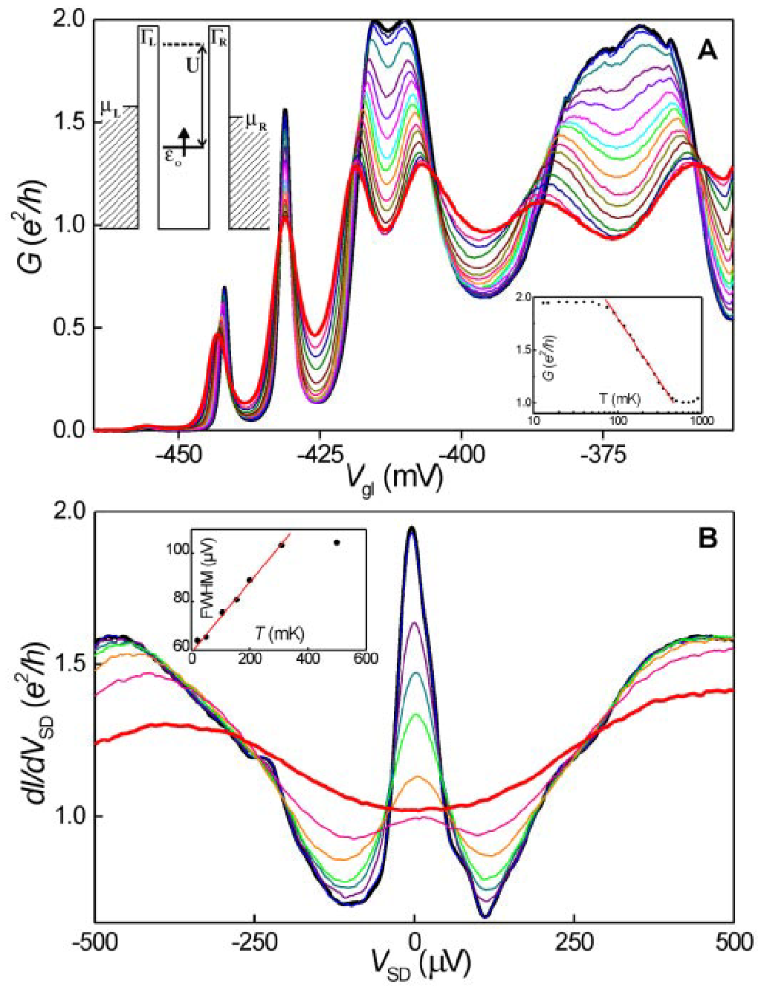 A
G (e²/h)
2.0
1.5
1.0
0.5
0.0
-450
-425
-400
-375
V_gl (mV)
Γ_L
Γ_R
U
μ_L
μ_R
ε_o
G (e²/h)
2.0
1.5
1.0
T (mK)
10
100
1000
B
dI/dV_SD (e²/h)
2.0
1.5
1.0
-500
-250
0
250
500
V_SD (μV)
FWHM (μV)
100
80
60
T (mK)
0
200
400
600